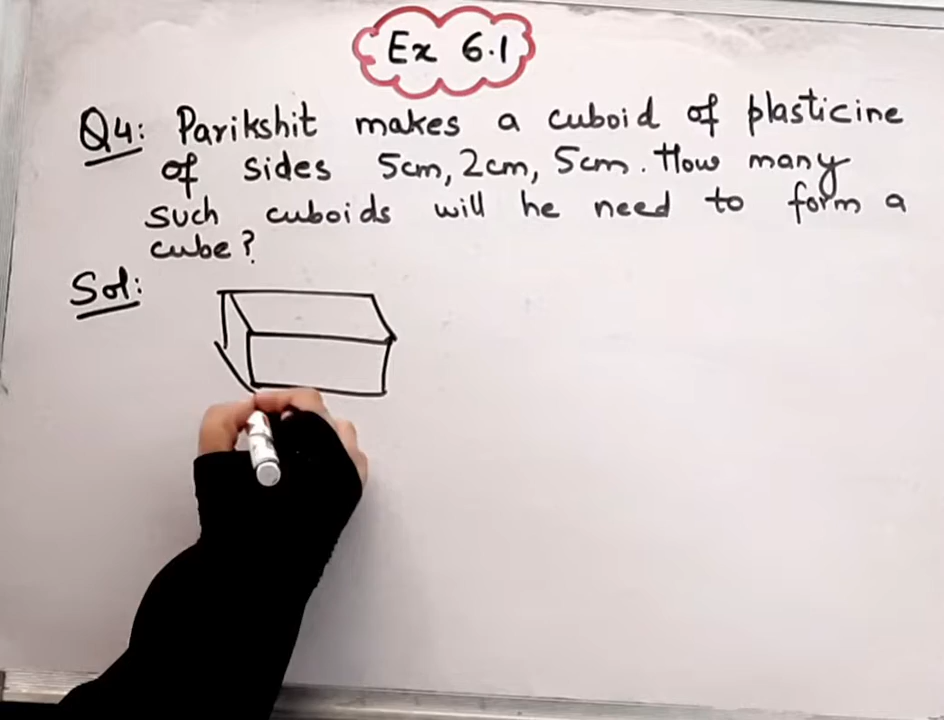 Ex 6.1
Q4: Parikshit makes a cuboid of plasticine
of sides 5cm, 2cm, 5cm. How many
such cuboids will he need to form a
cube?
Sol: